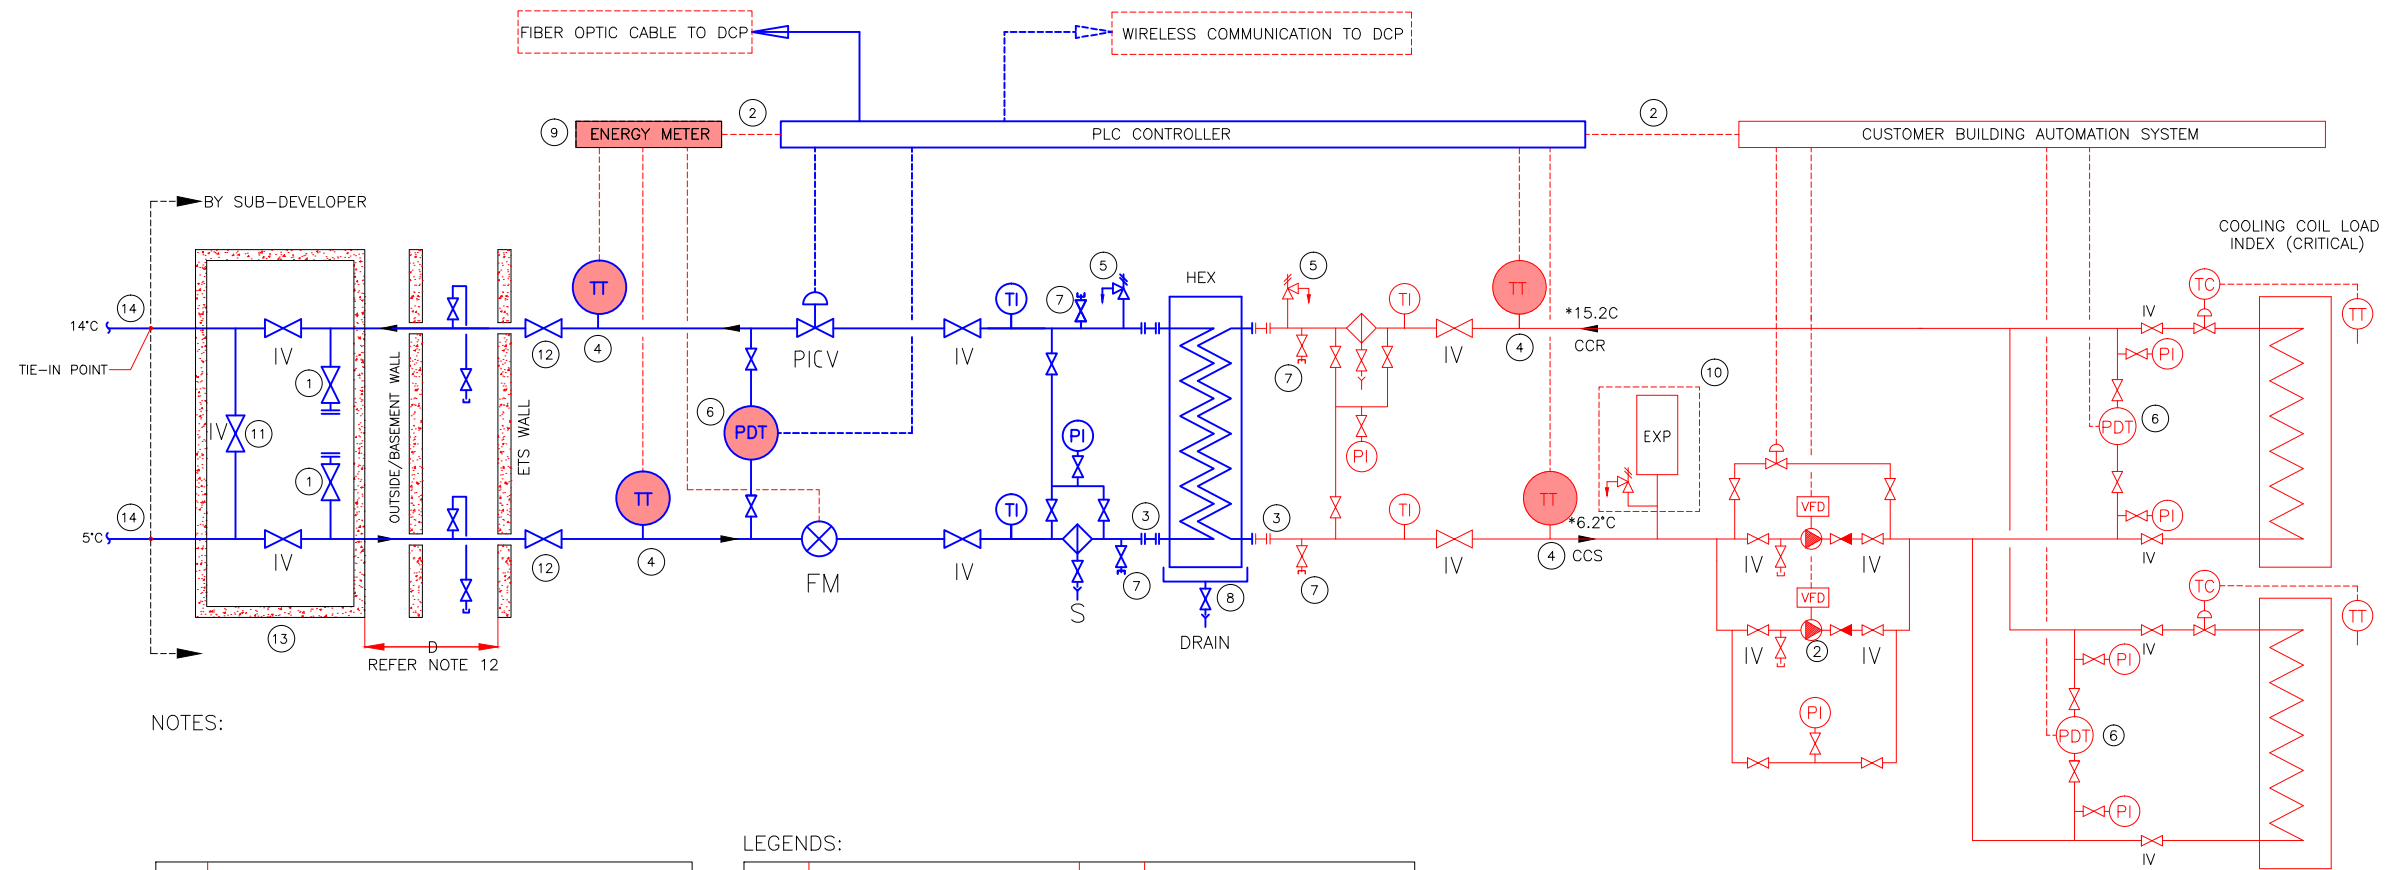 FIBER OPTIC CABLE TO DCP
WIRELESS COMMUNICATION TO DCP
2
2
9
ENERGY METER
PLC CONTROLLER
CUSTOMER BUILDING AUTOMATION SYSTEM
BY SUB-DEVELOPER
COOLING COIL LOAD
INDEX (CRITICAL)
5
HEX
5
TT
TT
TC
7
TI
TI
14
*15.2C
IV
TT
14°C
IV
12
4
PICV
IV
7
IV
4
CCR
PI
TIE-IN POINT
1
10
OUTSIDE/BASEMENT WALL
ETS WALL
IV
11
6
PDT
PI
PI
EXP
PDT
6
1
TT
TT
14
TI
3
3
TI
*6.2°C
VFD
PI
5°C
IV
12
4
FM
IV
7
7
IV
4
CCS
IV
IV
IV
S
8
DRAIN
VFD
TC
TT
13
D
REFER NOTE 12
IV
2
IV
IV
PI
NOTES:
PI
PDT
6
PI
LEGENDS:
IV